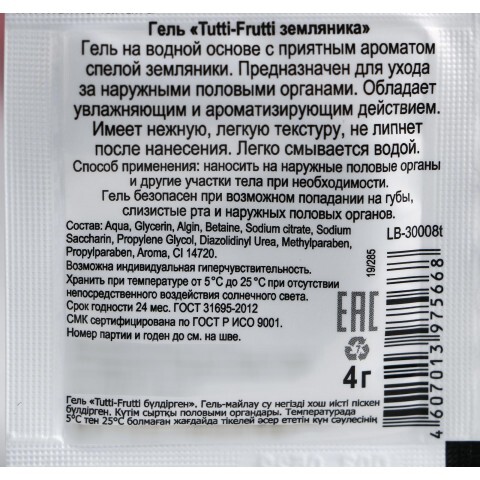 Гель «Tutti-Frutti земляника»
Гель на водной основе с приятным ароматом
спелой земляники. Предназначен для ухода
за наружными половыми органами. Обладает
увлажняющим и ароматизирующим действием.
Имеет нежную, легкую текстуру, не липнет
после нанесения. Легко смывается водой.
Способ применения: наносить на наружные половые органы
и другие участки тела при необходимости.
Гель безопасен при возможном попадании на губы,
слизистые рта и наружных половых органов.
Состав: Aqua, Glycerin, Algin, Betaine, Sodium citrate, Sodium
Saccharin, Propylene Glycol, Diazolidinyl Urea, Methylparaben,
Propylparaben, Aroma, CI 14720.
Возможна индивидуальная гиперчувствительность.
Хранить при температуре от 5°С до 25°С при отсутствии
непосредственного воздействия солнечного света.
Срок годности 24 мес. ГОСТ 31695-2012
СМК сертифицирована по ГОСТ Р ИСО 9001.
Номер партии и годен до см. на шве.
LB-30008t
19/285
EAC
7
4 г
4607013975668
Гель «Tutti-Frutti бүлдірген». Гель-майлау су негізді хош иісті піскен
бүлдірген. Күтім сыртқы половыми органдары. Температурада
5°С тен 25°С болмаған жағдайда тікелей әсер ететін күн сәулесінің